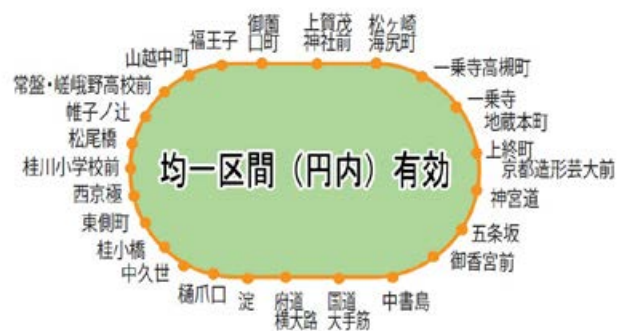 御薗
口町
上賀茂
神社前
松ヶ崎
海尻町
福王子
山越中町
一乗寺高槻町
常盤・嵯峨野高校前
一乗寺
地蔵本町
帷子ノ辻
松尾橋
上終町
京都造形芸大前
桂川小学校前
均一区間（円内）有効
西京極
神宮道
東側町
五条坂
桂小橋
御香宮前
中久世
樋爪口
淀
府道
横大路
国道
大手筋
中書島